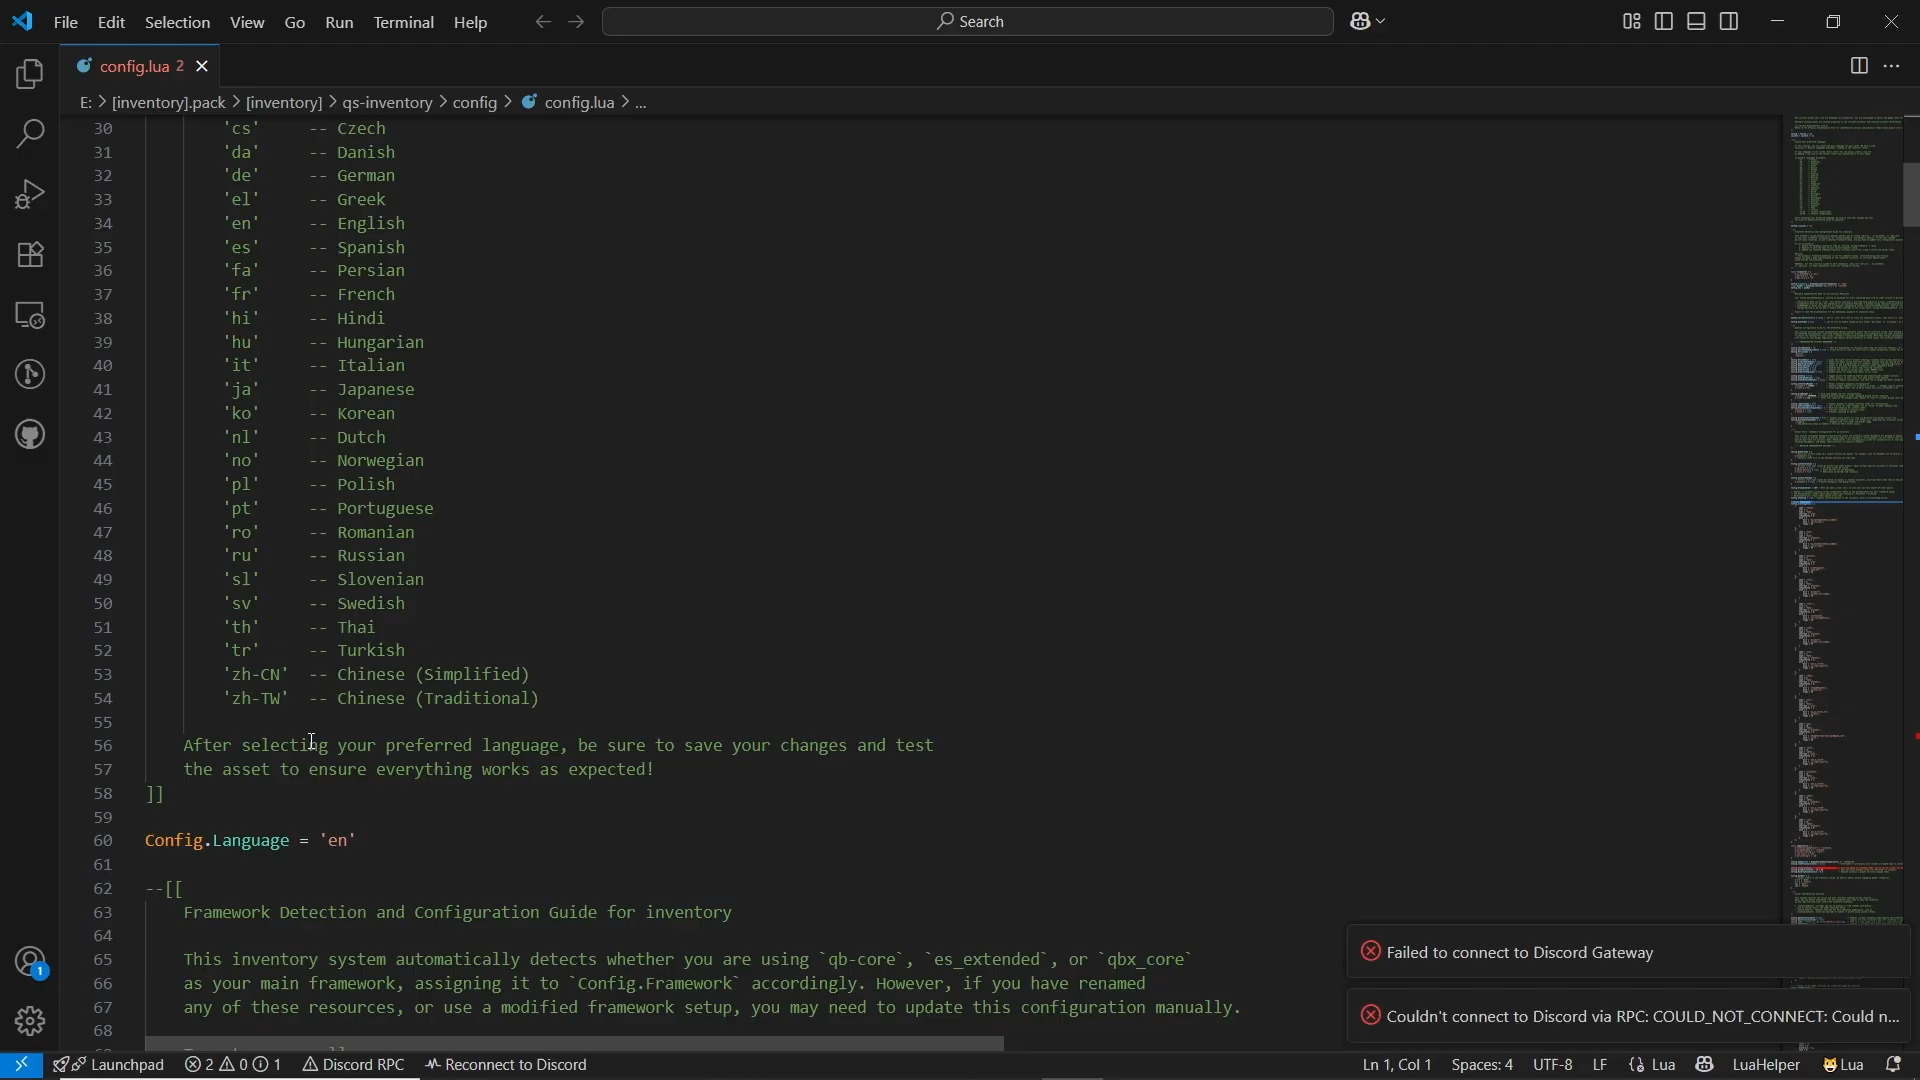 File Edit Selection View Go Run Terminal Help
Search
config.lua 2
E: > [inventory].pack > [inventory] > qs-inventory > config > config.lua > ...
30 'cs' -- Czech
31 'da' -- Danish
32 'de' -- German
33 'el' -- Greek
34 'en' -- English
35 'es' -- Spanish
36 'fa' -- Persian
37 'fr' -- French
38 'hi' -- Hindi
39 'hu' -- Hungarian
40 'it' -- Italian
41 'ja' -- Japanese
42 'ko' -- Korean
43 'nl' -- Dutch
44 'no' -- Norwegian
45 'pl' -- Polish
46 'pt' -- Portuguese
47 'ro' -- Romanian
48 'ru' -- Russian
49 'sl' -- Slovenian
50 'sv' -- Swedish
51 'th' -- Thai
52 'tr' -- Turkish
53 'zh-CN' -- Chinese (Simplified)
54 'zh-TW' -- Chinese (Traditional)
55
56 After selecting your preferred language, be sure to save your changes and test
57 the asset to ensure everything works as expected!
58 ]]
59
60 Config.Language = 'en'
61
62 --[[
63 Framework Detection and Configuration Guide for inventory
64
65 This inventory system automatically detects whether you are using `qb-core`, `es_extended`, or `qbx_core`
66 as your main framework, assigning it to `Config.Framework` accordingly. However, if you have renamed
67 any of these resources, or use a modified framework setup, you may need to update this configuration manually.
68
Failed to connect to Discord Gateway
Couldn't connect to Discord via RPC: COULD_NOT_CONNECT: Could n...
1
Launchpad 2 0 1 Discord RPC Reconnect to Discord Ln 1, Col 1 Spaces: 4 UTF-8 LF {} Lua LuaHelper Lua